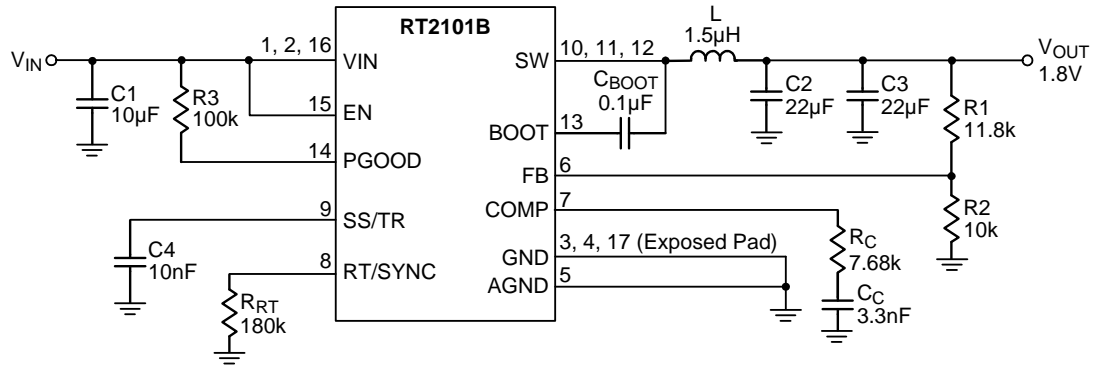 RT2101B
VIN
1, 2, 16
VIN
C1
10µF
R3
100k
15
EN
14
PGOOD
9
SS/TR
C4
10nF
8
RT/SYNC
RRT
180k
SW
10, 11, 12
L
1.5µH
CBOOT
0.1µF
BOOT
13
VOUT
1.8V
C2
22µF
C3
22µF
R1
11.8k
FB
6
R2
10k
COMP
7
RC
7.68k
CC
3.3nF
GND
3, 4, 17 (Exposed Pad)
AGND
5